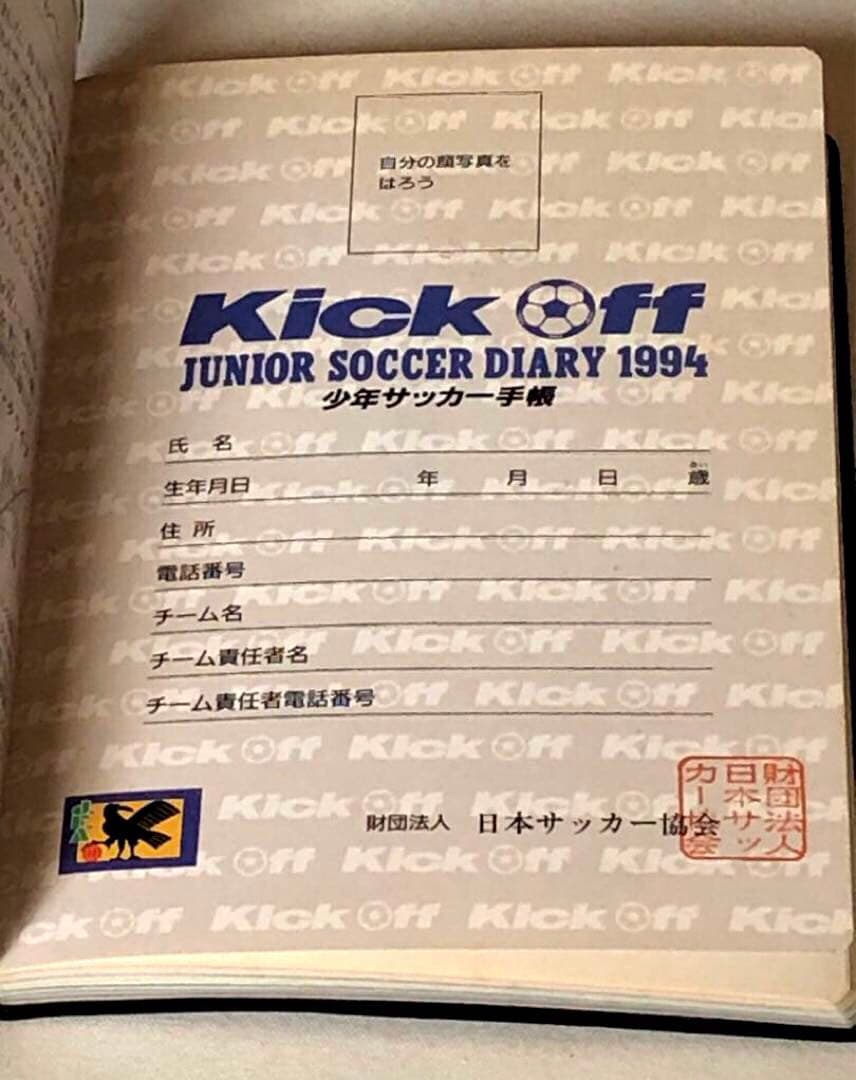 自分の顔写真を
はろう
Kick Off
JUNIOR SOCCER DIARY 1994
少年サッカー手帳
氏 名
生年月日 年 月 日 歳
住 所
電話番号
チーム名
チーム責任者名
チーム責任者電話番号
財団法人 日本サッカー協会
財団法人
日本サッ
カー協会